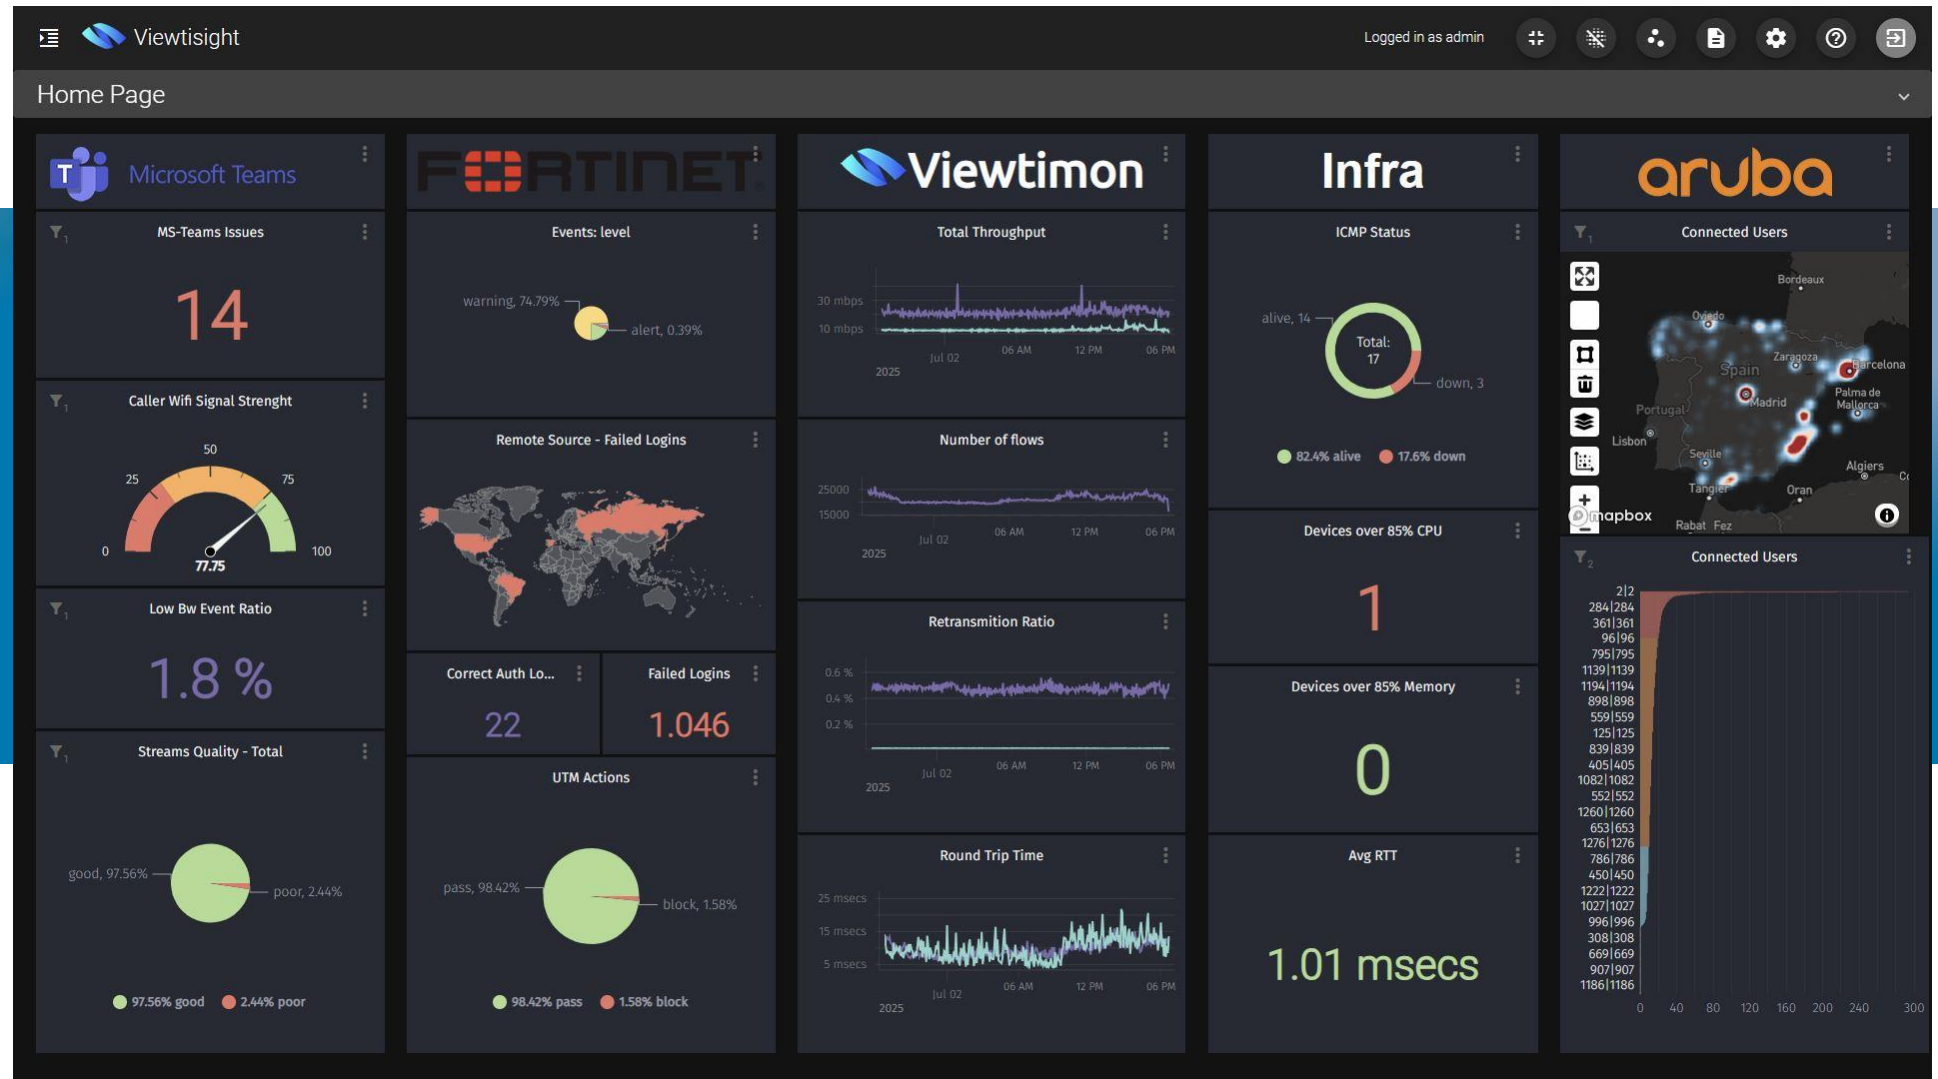 Viewtisight
Logged in as admin
Home Page
Microsoft Teams
MS-Teams Issues
1
14
Caller Wifi Signal Strenght
1
0
25
50
75
100
77.75
Low Bw Event Ratio
1
1.8 %
Streams Quality - Total
1
good, 97.56%
poor, 2.44%
97.56% good
2.44% poor
FORTINET
Events: level
warning, 74.79%
alert, 0.39%
Remote Source - Failed Logins
Correct Auth Lo...
22
Failed Logins
1.046
UTM Actions
pass, 98.42%
block, 1.58%
98.42% pass
1.58% block
Viewtimon
Total Throughput
30 mbps
10 mbps
Jul 02
06 AM
12 PM
06 PM
2025
Number of flows
25000
15000
Jul 02
06 AM
12 PM
06 PM
2025
Retransmition Ratio
0.6 %
0.4 %
0.2 %
Jul 02
06 AM
12 PM
06 PM
2025
Round Trip Time
25 msecs
15 msecs
5 msecs
Jul 02
06 AM
12 PM
06 PM
2025
Infra
ICMP Status
alive, 14
Total:
17
down, 3
82.4% alive
17.6% down
Devices over 85% CPU
1
Devices over 85% Memory
0
Avg RTT
1.01 msecs
aruba
Connected Users
1
Bordeaux
Oviedo
Zaragoza
Barcelona
Spain
Madrid
Palma de
Mallorca
Portugal
Lisbon
Seville
Algiers
Tangier
Oran
mapbox
Rabat
Fez
Connected Users
2
2|2
284|284
361|361
96|96
795|795
1139|1139
1194|1194
898|898
559|559
125|125
839|839
405|405
1082|1082
552|552
1260|1260
653|653
1276|1276
786|786
450|450
1222|1222
1027|1027
996|996
308|308
669|669
907|907
1186|1186
0
40
80
120
160
200
240
300